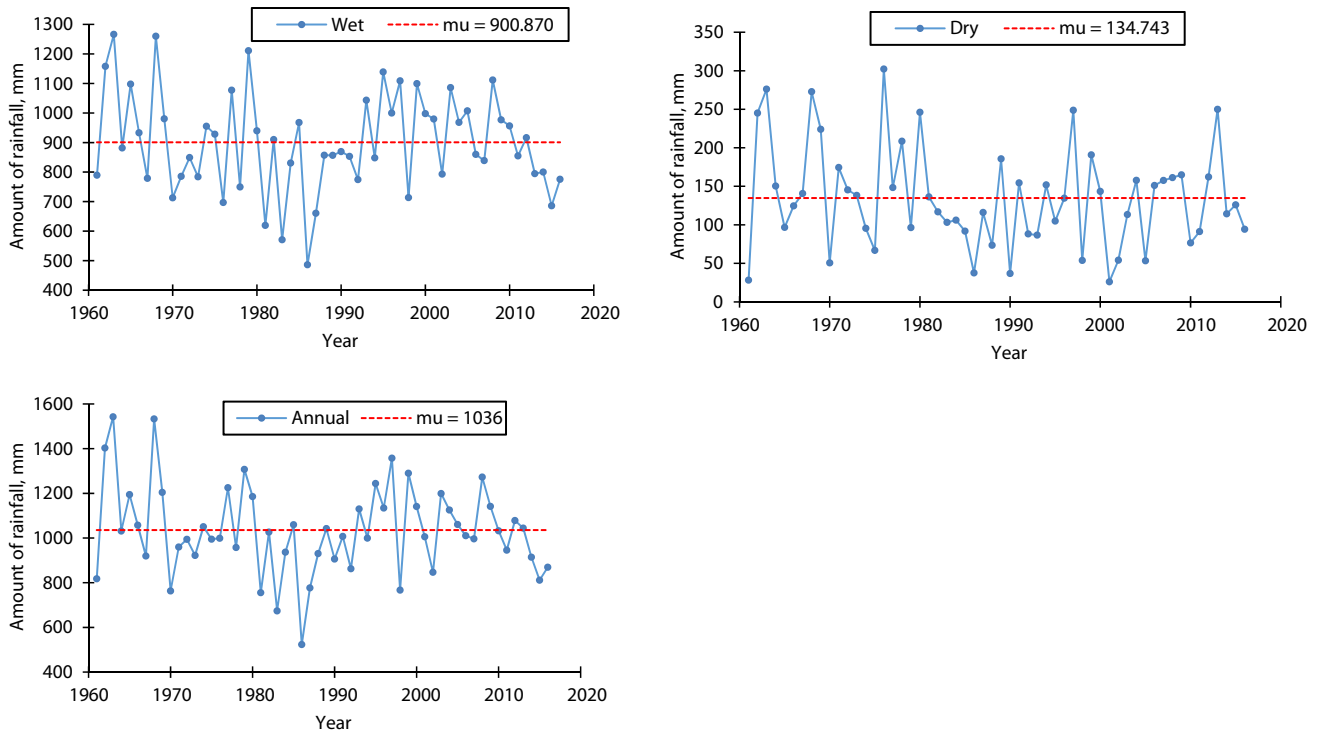 Wet mu = 900.870
Amount of rainfall, mm
1300
1200
1100
1000
900
800
700
600
500
400
1960 1970 1980 1990 2000 2010 2020
Year
Dry mu = 134.743
Amount of rainfall, mm
350
300
250
200
150
100
50
0
1960 1970 1980 1990 2000 2010 2020
Year
Annual mu = 1036
Amount of rainfall, mm
1600
1400
1200
1000
800
600
400
1960 1970 1980 1990 2000 2010 2020
Year